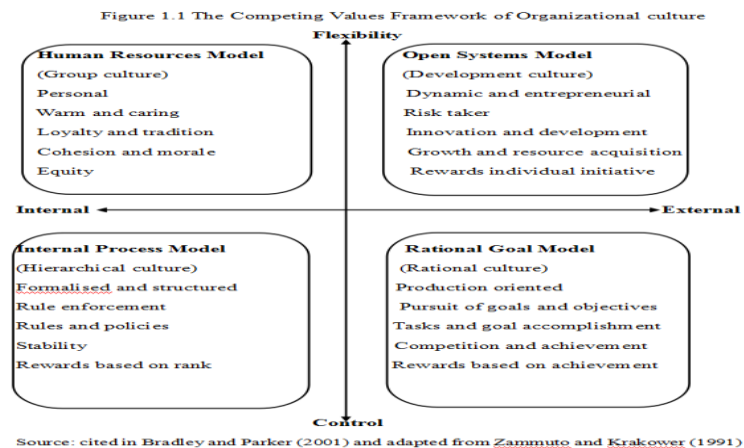 Figure 1.1 The Competing Values Framework of Organizational culture
Flexibility
Human Resources Model
(Group culture)
Personal
Warm and caring
Loyalty and tradition
Cohesion and morale
Equity
Open Systems Model
(Development culture)
Dynamic and entrepreneurial
Risk taker
Innovation and development
Growth and resource acquisition
Rewards individual initiative
Internal
External
Internal Process Model
(Hierarchical culture)
Formalised and structured
Rule enforcement
Rules and policies
Stability
Rewards based on rank
Rational Goal Model
(Rational culture)
Production oriented
Pursuit of goals and objectives
Tasks and goal accomplishment
Competition and achievement
Rewards based on achievement
Control
Source: cited in Bradley and Parker (2001) and adapted from Zammuto and Krakower (1991)